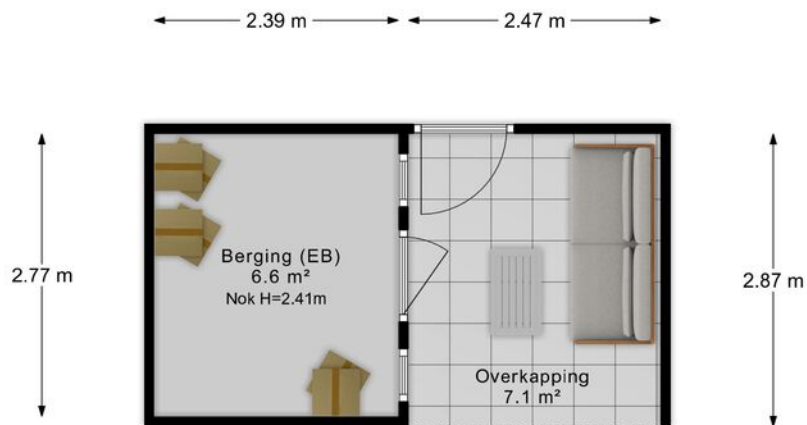 2.39 m
2.47 m
2.77 m
Berging (EB)
6.6 m²
Nok H=2.41m
2.87 m
Overkapping
7.1 m²